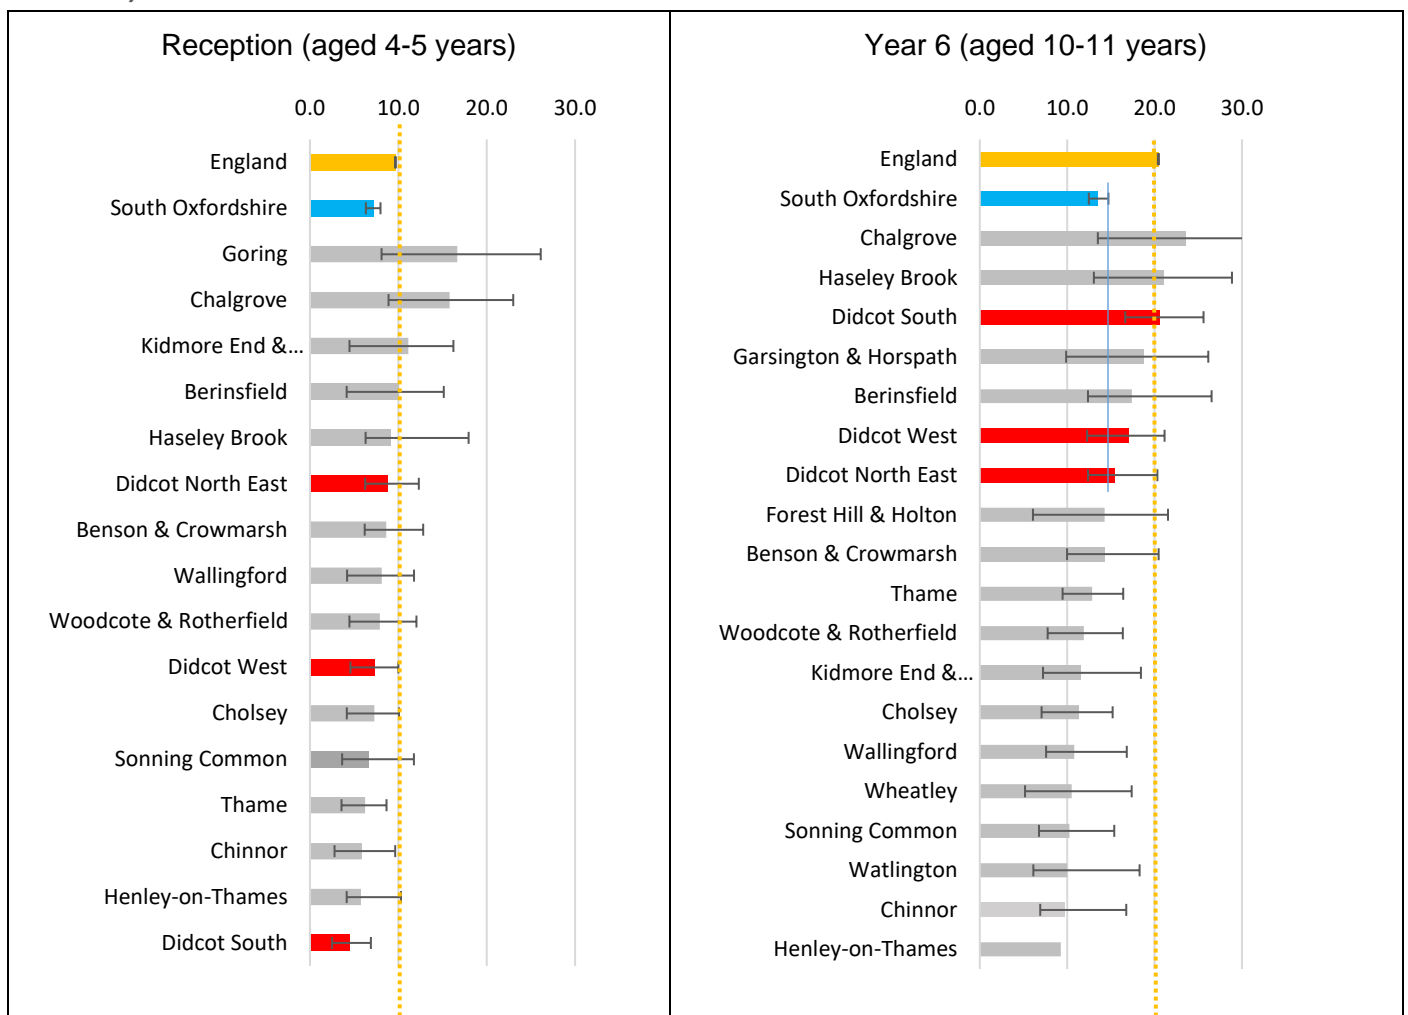 Reception (aged 4-5 years)
0.0 10.0 20.0 30.0
England
South Oxfordshire
Goring
Chalgrove
Kidmore End &...
Berinsfield
Haseley Brook
Didcot North East
Benson & Crowmarsh
Wallingford
Woodcote & Rotherfield
Didcot West
Cholsey
Sonning Common
Thame
Chinnor
Henley-on-Thames
Didcot South
Year 6 (aged 10-11 years)
0.0 10.0 20.0 30.0
England
South Oxfordshire
Chalgrove
Haseley Brook
Didcot South
Garsington & Horspath
Berinsfield
Didcot West
Didcot North East
Forest Hill & Holton
Benson & Crowmarsh
Thame
Woodcote & Rotherfield
Kidmore End &...
Cholsey
Wallingford
Wheatley
Sonning Common
Watlington
Chinnor
Henley-on-Thames